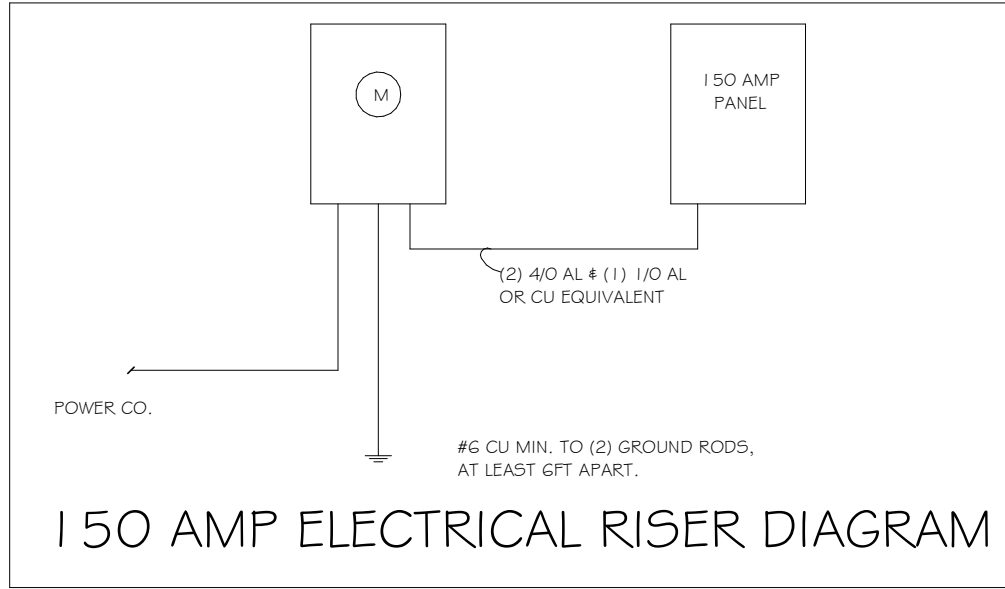 M
150 AMP
PANEL
(2) 4/0 AL & (1) 1/0 AL
OR CU EQUIVALENT
POWER CO.
#6 CU MIN. TO (2) GROUND RODS,
AT LEAST 6FT APART.
150 AMP ELECTRICAL RISER DIAGRAM